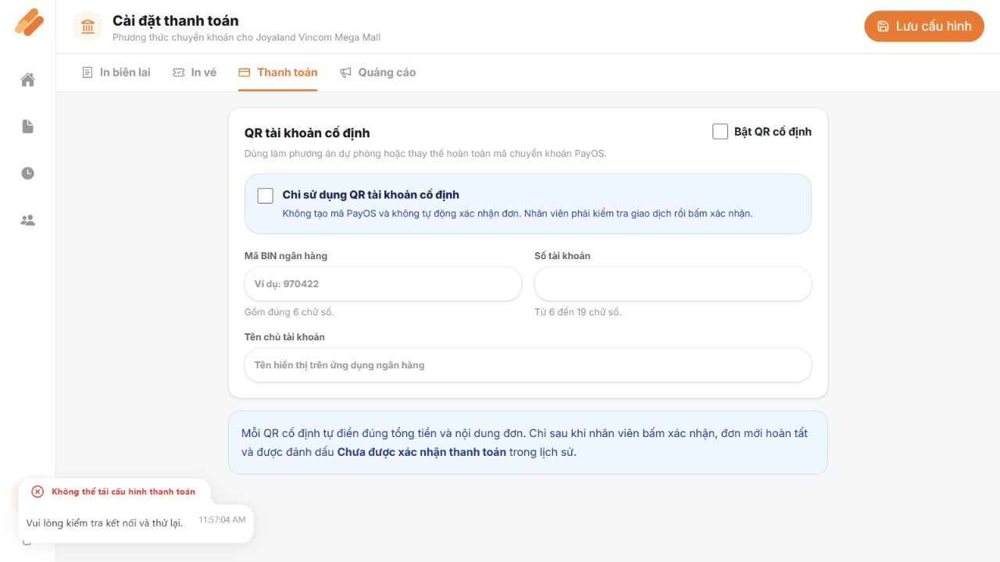 Cài đặt thanh toán
Phương thức chuyển khoản cho Joyaland Vincom Mega Mall
Lưu cấu hình
In biên lai
In vé
Thanh toán
Quảng cáo
QR tài khoản cố định
Bật QR cố định
Dùng làm phương án dự phòng hoặc thay thế hoàn toàn mã chuyển khoản PayOS.
Chỉ sử dụng QR tài khoản cố định
Không tạo mã PayOS và không tự động xác nhận đơn. Nhân viên phải kiểm tra giao dịch rồi bấm xác nhận.
Mã BIN ngân hàng
Số tài khoản
Ví dụ: 970422
Gồm đúng 6 chữ số.
Từ 6 đến 19 chữ số.
Tên chủ tài khoản
Tên hiển thị trên ứng dụng ngân hàng
Mỗi QR cố định tự điền đúng tổng tiền và nội dung đơn. Chỉ sau khi nhân viên bấm xác nhận, đơn mới hoàn tất
và được đánh dấu Chưa được xác nhận thanh toán trong lịch sử.
Không thể tải cấu hình thanh toán
Vui lòng kiểm tra kết nối và thử lại.
11:57:04 AM